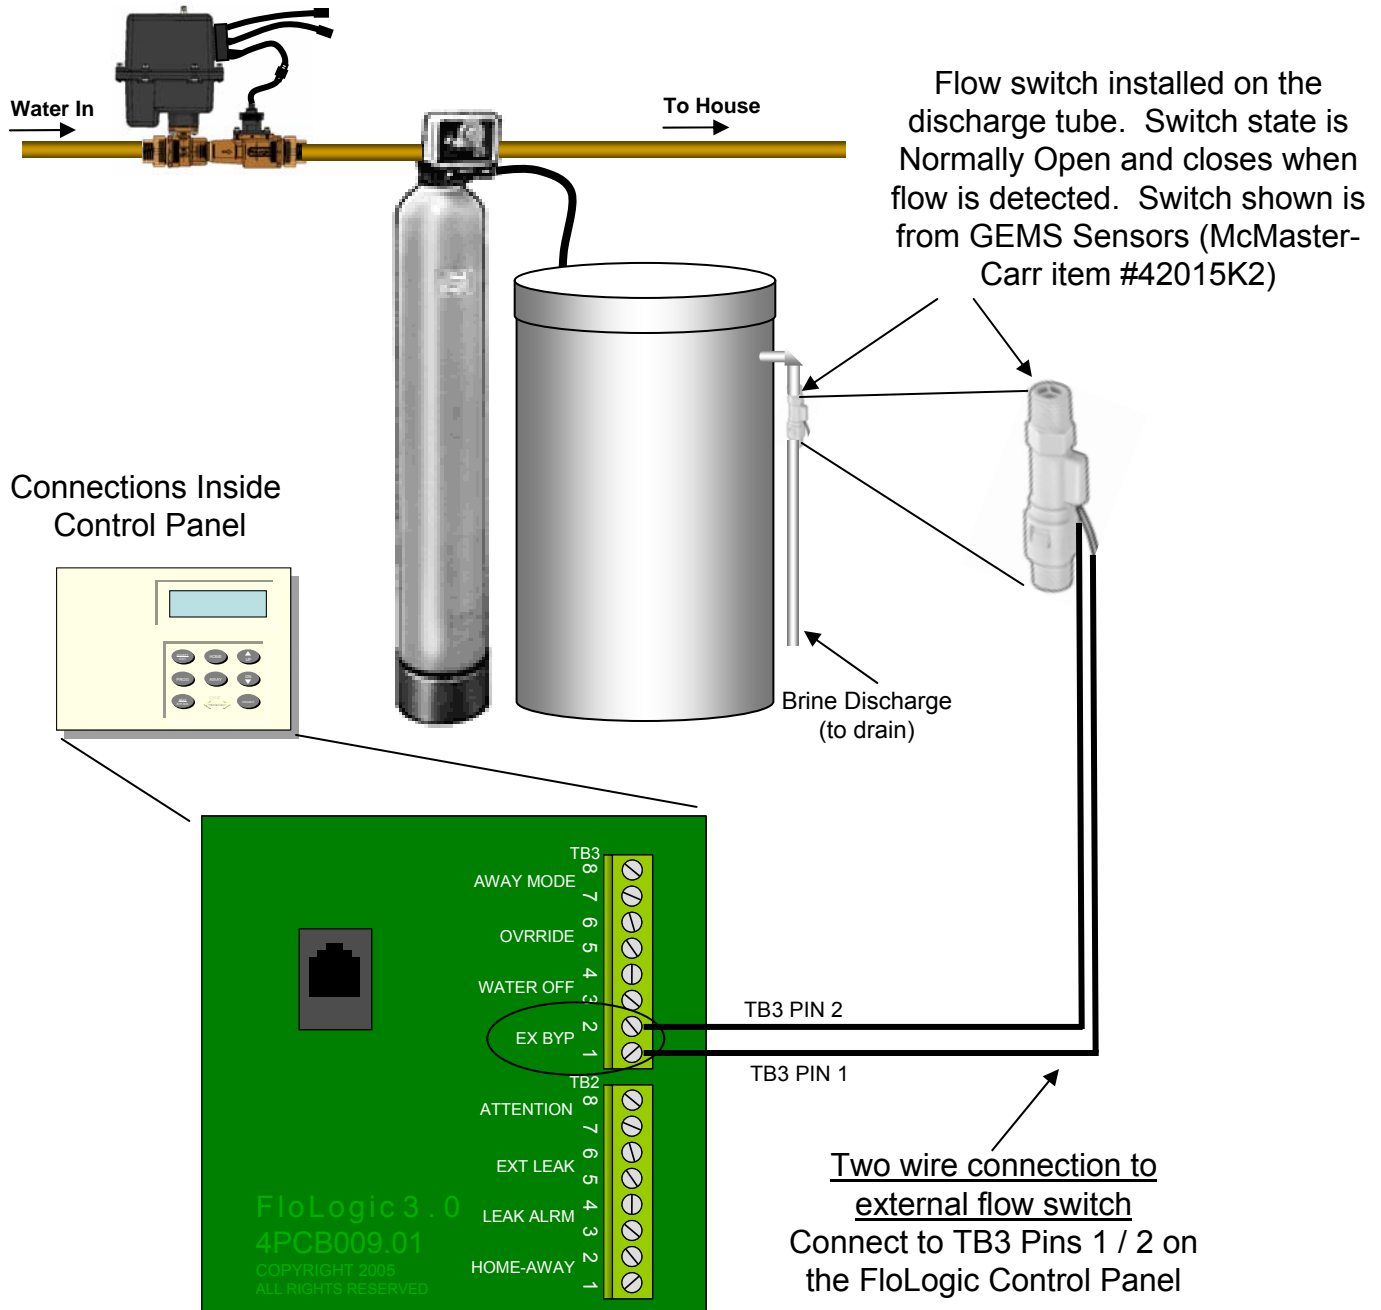 Water In
To House
Flow switch installed on the
discharge tube. Switch state is
Normally Open and closes when
flow is detected. Switch shown is
from GEMS Sensors (McMaster-
Carr item #42015K2)
Connections Inside
Control Panel
HOME
UP
PROG
AWAY
ON
Brine Discharge
(to drain)
TB3
8
AWAY MODE
7
6
OVRRIDE
5
4
WATER OFF
3
2
EX BYP
1
TB3 PIN 2
TB3 PIN 1
TB2
8
ATTENTION
7
6
EXT LEAK
5
4
LEAK ALRM
3
2
HOME-AWAY
1
FloLogic 3.0
4PCB009.01
COPYRIGHT 2005
ALL RIGHTS RESERVED
Two wire connection to
external flow switch
Connect to TB3 Pins 1 / 2 on
the FloLogic Control Panel